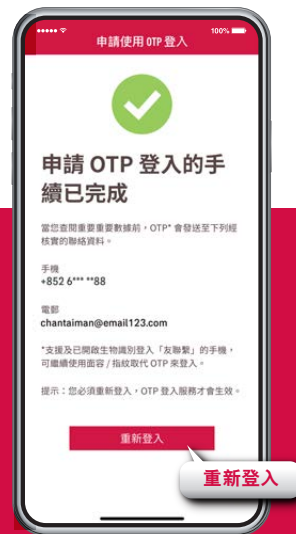 100%
申請使用 OTP 登入
申請 OTP 登入的手
續已完成
當您查閱重要重要數據前，OTP* 會發送至下列經
核實的聯絡資料。
手機
+852 6*** **88
電郵
chantaiman@email123.com
*支援及已開啟生物識別登入「友聯繫」的手機，
可繼續使用面容 / 指紋取代 OTP 來登入。
提示：您必須重新登入，OTP 登入服務才會生效。
重新登入
重新登入